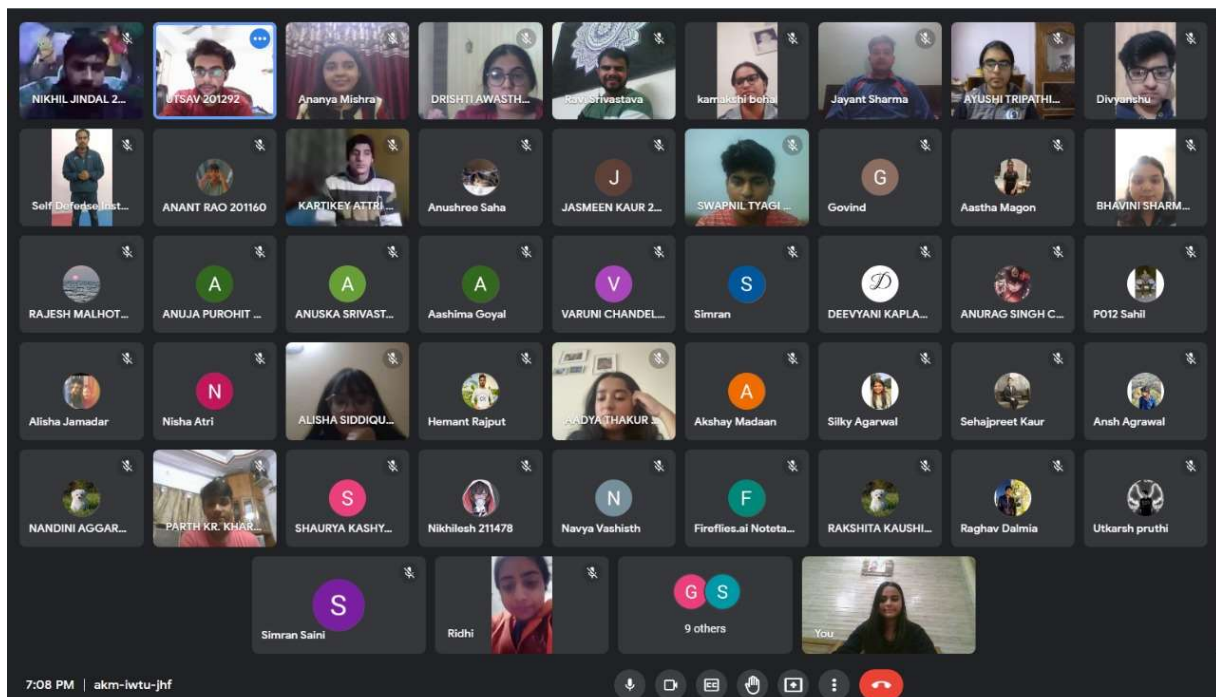 NIKHIL JINDAL 2...
UTSAV 201292
Ananya Mishra
DRISHTI AWASTH...
Ravi Srivastava
kamakshi behal
Jayant Sharma
AYUSHI TRIPATHI...
Divyanshu
Self Defense Inst...
ANANT RAO 201160
KARTIKEY ATTRI ...
Anushree Saha
J
JASMEEN KAUR 2...
SWAPNIL TYAGI ...
G
Govind
Aastha Magon
BHAVINI SHARM...
RAJESH MALHOT...
A
ANUJA PUROHIT ...
A
ANUSKA SRIVAST...
A
Aashima Goyal
V
VARUNI CHANDEL...
S
Simran
D
DEEVYANI KAPLA...
ANURAG SINGH C...
P012 Sahil
Alisha Jamadar
N
Nisha Atri
ALISHA SIDDIQU...
Hemant Rajput
AADYA THAKUR ...
A
Akshay Madaan
Silky Agarwal
Sehajpreet Kaur
Ansh Agrawal
NANDINI AGGAR...
PARTH KR. KHAR...
S
SHAURYA KASHY...
Nikhilesh 211478
N
Navya Vashisth
F
Fireflies.ai Noteta...
RAKSHITA KAUSHI...
Raghav Dalmia
Utkarsh pruthi
S
Simran Saini
Ridhi
G S
9 others
You
7:08 PM | akm-iwtu-jhf
CC